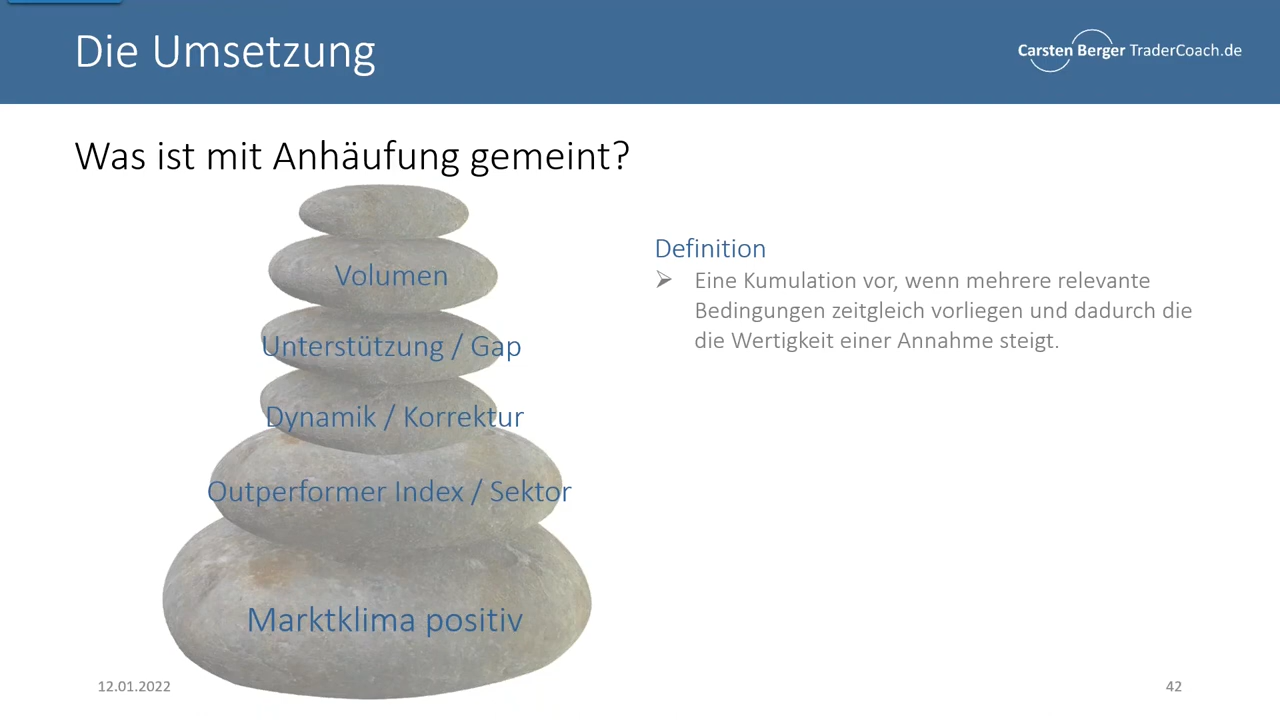 Die Umsetzung
Carsten Berger TraderCoach.de
Was ist mit Anhäufung gemeint?
Volumen
Unterstützung / Gap
Dynamik / Korrektur
Outperformer Index / Sektor
Marktklima positiv
Definition
➢ Eine Kumulation vor, wenn mehrere relevante
Bedingungen zeitgleich vorliegen und dadurch die
die Wertigkeit einer Annahme steigt.
12.01.2022
42